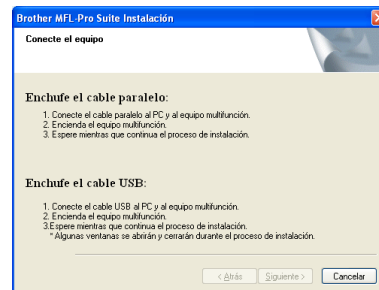 Brother MFL-Pro Suite Instalación
Conecte el equipo
Enchufe el cable paralelo:
1. Conecte el cable paralelo al PC y al equipo multifunción.
2. Encienda el equipo multifunción.
3. Espere mientras que continua el proceso de instalación.
Enchufe el cable USB:
1. Conecte el cable USB al PC y al equipo multifunción.
2. Encienda el equipo multifunción.
3.Espere mientras que continua el proceso de instalación.
* Algunas ventanas se abrirán y cerrarán durante el proceso de instalación.
< Atrás Siguiente > Cancelar